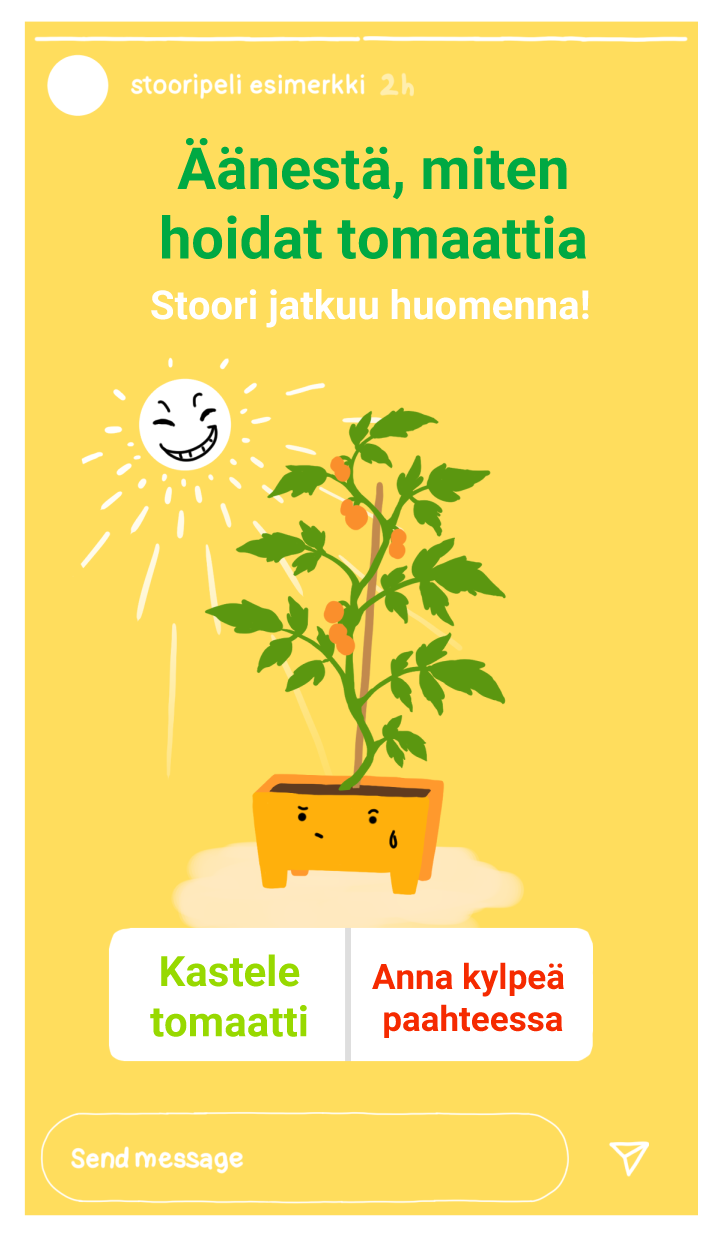 stooripeli esimerkki 2h
Äänestä, miten
hoidat tomaattia
Stoori jatkuu huomenna!
Kastele
tomaatti
Anna kylpeä
paahteessa
Send message